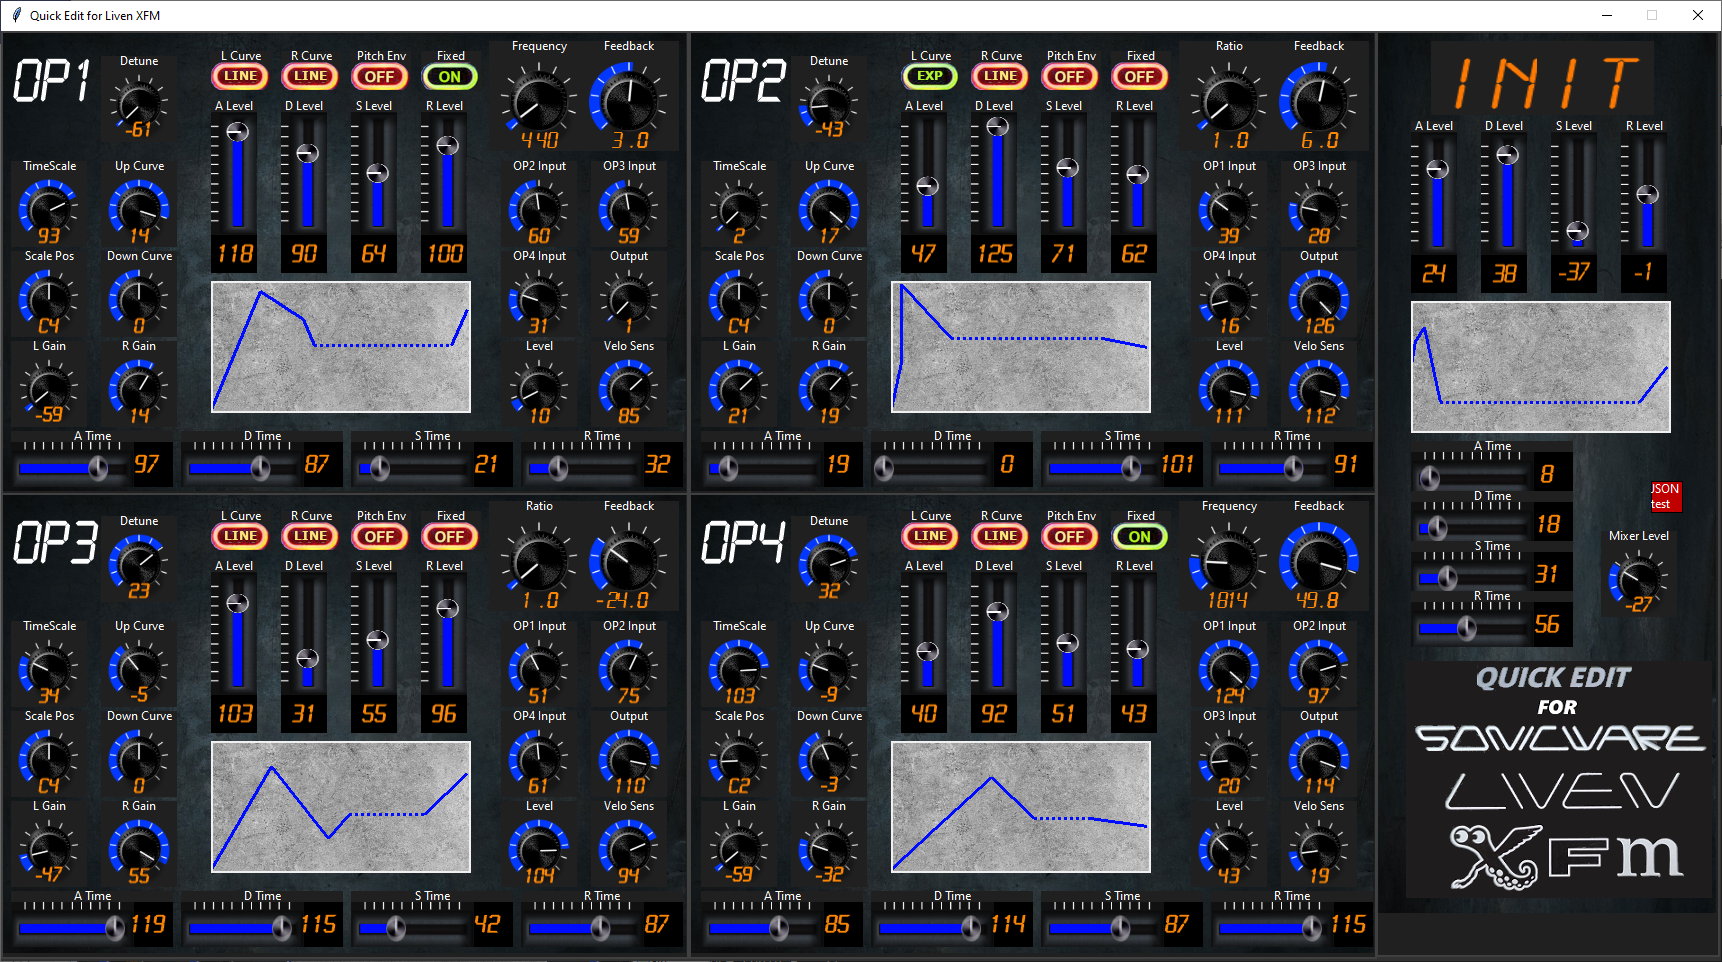 Quick Edit for Liven XFM
OP1
Detune
-61
L Curve R Curve Pitch Env Fixed
LINE LINE OFF ON
A Level D Level S Level R Level
118 90 64 100
Frequency Feedback
440 3.0
TimeScale Up Curve
93 14
OP2 Input OP3 Input
60 59
Scale Pos Down Curve
C4 0
OP4 Input Output
31 1
L Gain R Gain
-59 14
Level Velo Sens
10 85
A Time D Time S Time R Time
97 87 21 32
OP2
Detune
-43
L Curve R Curve Pitch Env Fixed
EXP LINE OFF OFF
A Level D Level S Level R Level
47 125 71 62
Ratio Feedback
1.0 6.0
TimeScale Up Curve
2 17
OP1 Input OP3 Input
39 28
Scale Pos Down Curve
C4 0
OP4 Input Output
16 126
L Gain R Gain
21 19
Level Velo Sens
111 112
A Time D Time S Time R Time
19 0 101 91
OP3
Detune
23
L Curve R Curve Pitch Env Fixed
LINE LINE OFF OFF
A Level D Level S Level R Level
103 31 55 96
Ratio Feedback
1.0 -24.0
TimeScale Up Curve
34 -5
OP1 Input OP2 Input
51 75
Scale Pos Down Curve
C4 0
OP4 Input Output
61 110
L Gain R Gain
-47 55
Level Velo Sens
104 94
A Time D Time S Time R Time
119 115 42 87
OP4
Detune
32
L Curve R Curve Pitch Env Fixed
LINE LINE OFF ON
A Level D Level S Level R Level
40 92 51 43
Frequency Feedback
1814 49.8
TimeScale Up Curve
103 -9
OP1 Input OP2 Input
124 97
Scale Pos Down Curve
C2 -3
OP3 Input Output
20 114
L Gain R Gain
-59 -32
Level Velo Sens
43 19
A Time D Time S Time R Time
85 114 87 115
INIT
A Level D Level S Level R Level
24 38 -37 -1
A Time
8
D Time
18
S Time
31
R Time
56
JSON
test
Mixer Level
-27
QUICK EDIT
FOR
SONICWARE
LIVEN
XFm